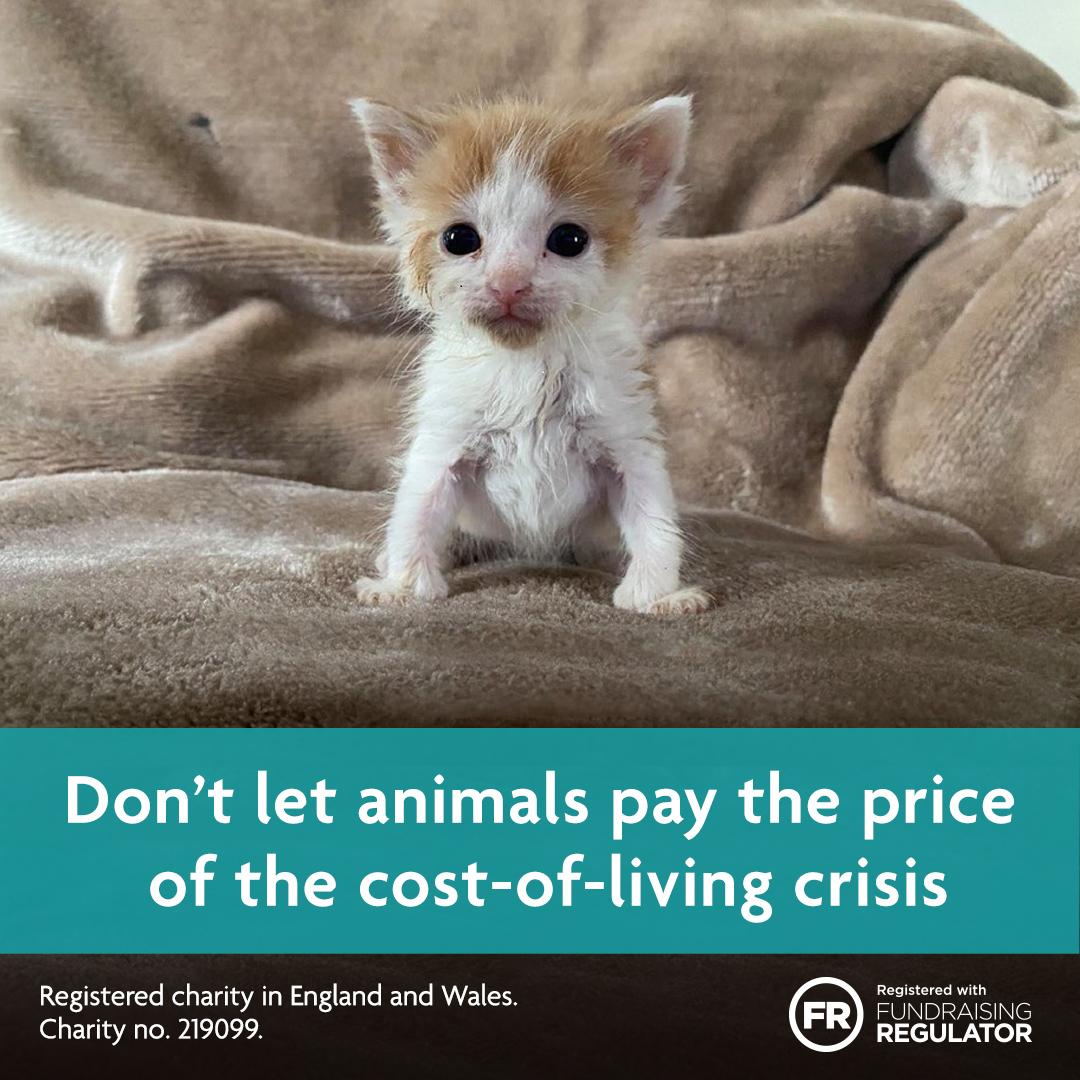 Don't let animals pay the price
of the cost-of-living crisis
Registered charity in England and Wales.
Charity no. 219099.
FR
Registered with
FUNDRAISING
REGULATOR